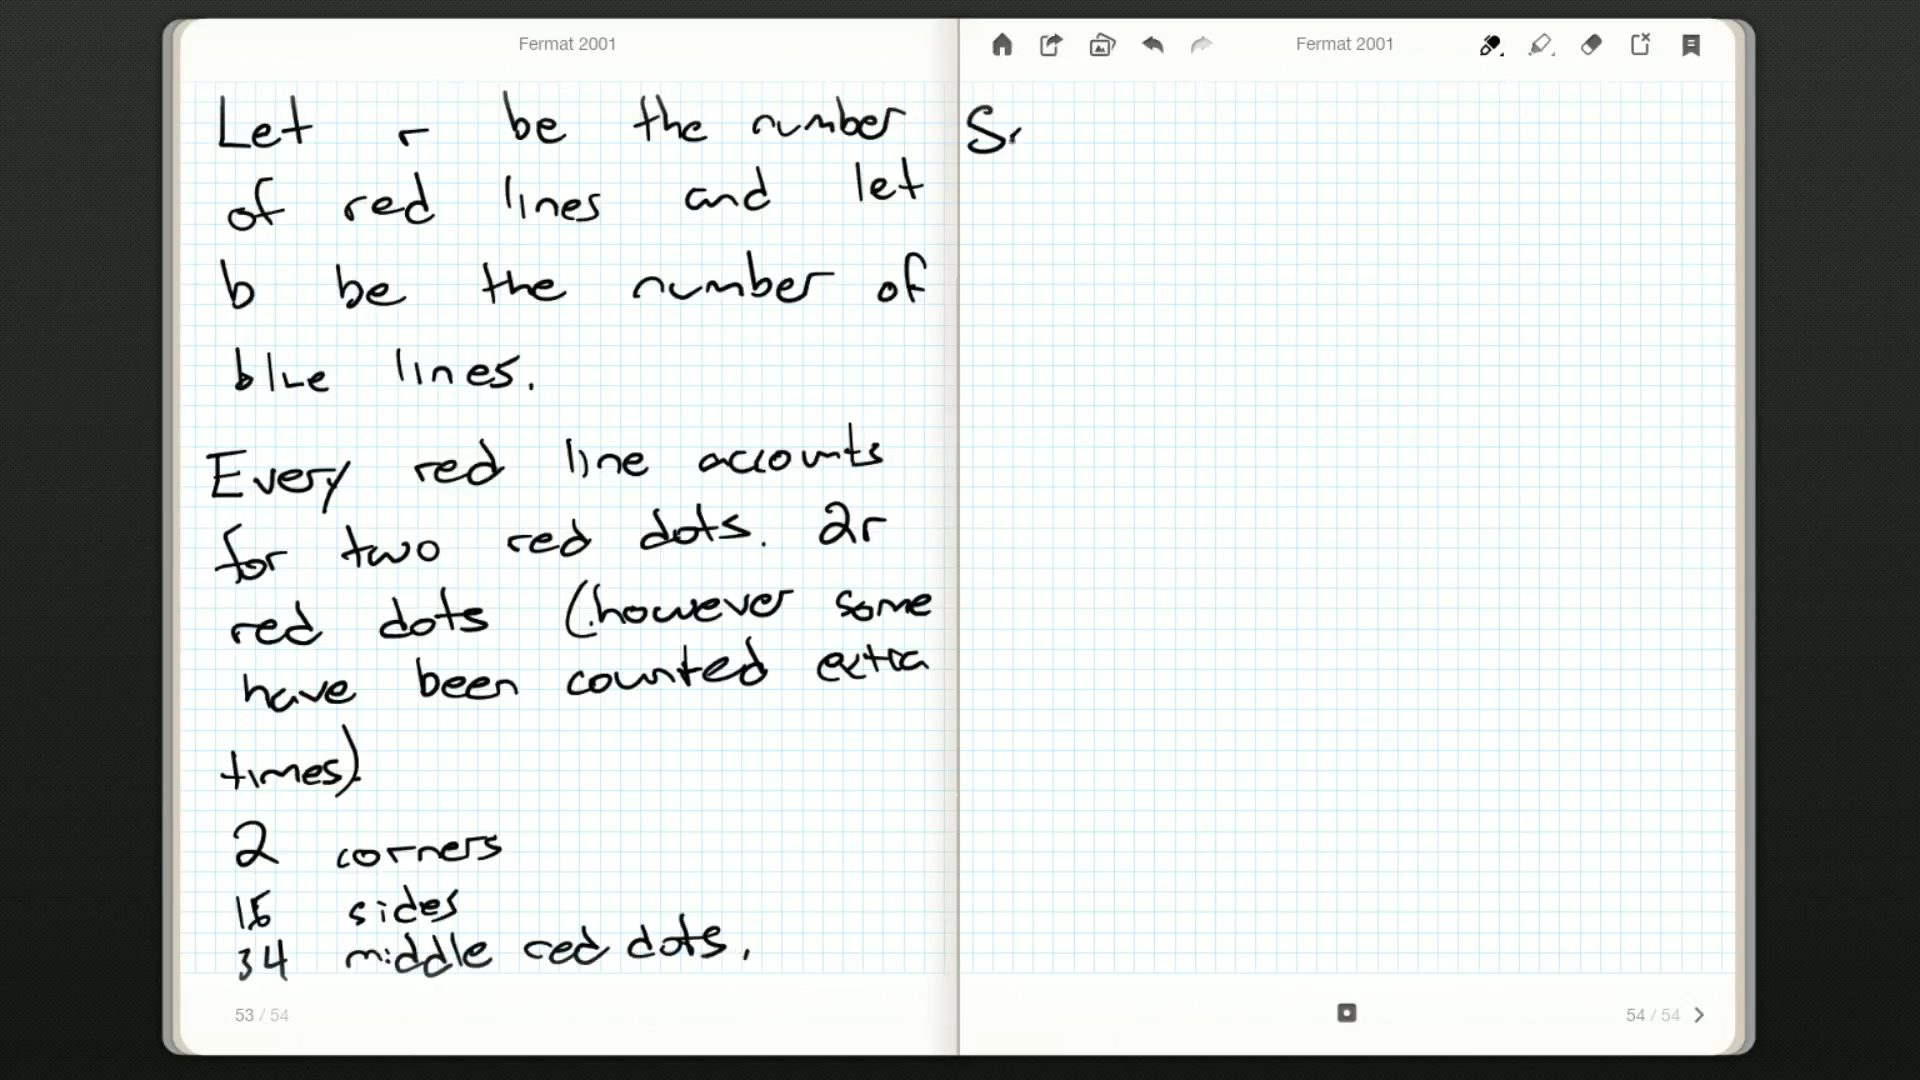 Fermat 2001
Let r be the number
of red lines and let
b be the number of
blue lines.
Every red line accounts
for two red dots. 2r
red dots (however some
have been counted extra
times)
2 corners
16 sides
34 middle red dots.
53 / 54
Fermat 2001
S
54 / 54